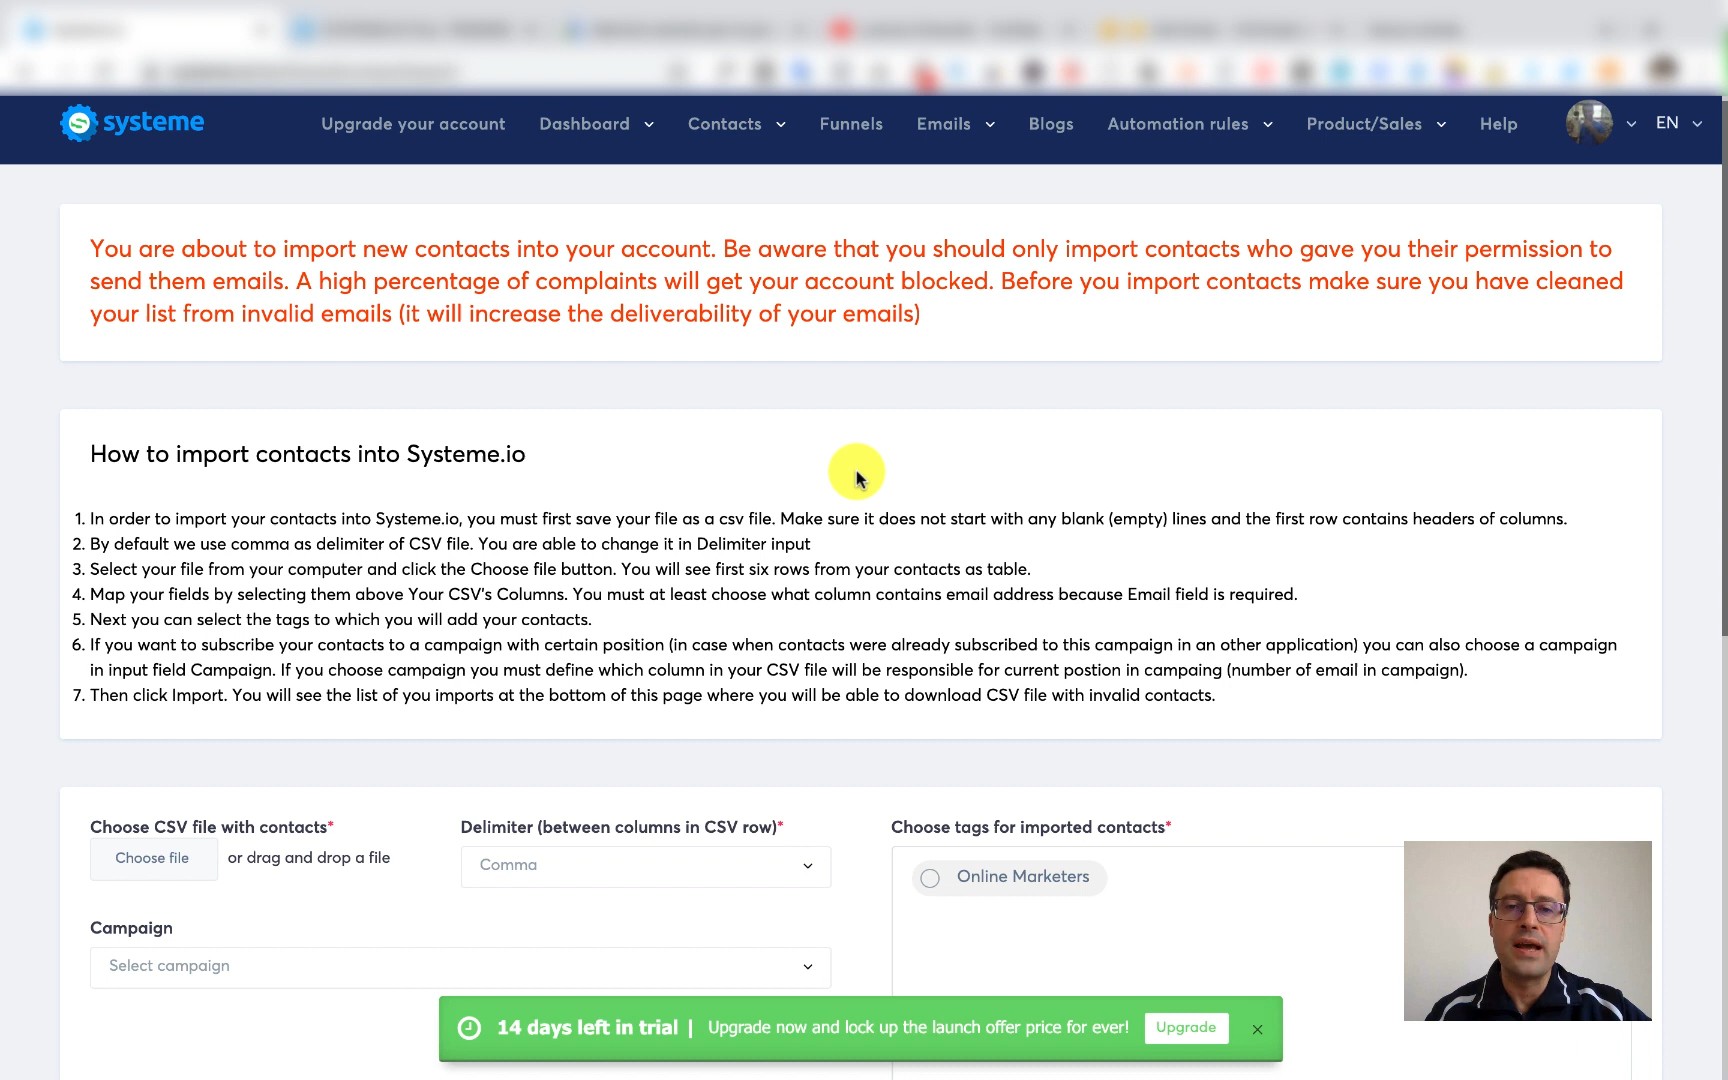 systeme
Upgrade your account Dashboard Contacts Funnels Emails Blogs Automation rules Product/Sales Help EN
You are about to import new contacts into your account. Be aware that you should only import contacts who gave you their permission to
send them emails. A high percentage of complaints will get your account blocked. Before you import contacts make sure you have cleaned
your list from invalid emails (it will increase the deliverability of your emails)
How to import contacts into Systeme.io
1. In order to import your contacts into Systeme.io, you must first save your file as a csv file. Make sure it does not start with any blank (empty) lines and the first row contains headers of columns.
2. By default we use comma as delimiter of CSV file. You are able to change it in Delimiter input
3. Select your file from your computer and click the Choose file button. You will see first six rows from your contacts as table.
4. Map your fields by selecting them above Your CSV's Columns. You must at least choose what column contains email address because Email field is required.
5. Next you can select the tags to which you will add your contacts.
6. If you want to subscribe your contacts to a campaign with certain position (in case when contacts were already subscribed to this campaign in an other application) you can also choose a campaign
in input field Campaign. If you choose campaign you must define which column in your CSV file will be responsible for current postion in campaing (number of email in campaign).
7. Then click Import. You will see the list of you imports at the bottom of this page where you will be able to download CSV file with invalid contacts.
Choose CSV file with contacts*
Choose file or drag and drop a file
Delimiter (between columns in CSV row)*
Comma
Choose tags for imported contacts*
Online Marketers
Campaign
Select campaign
14 days left in trial | Upgrade now and lock up the launch offer price for ever! Upgrade